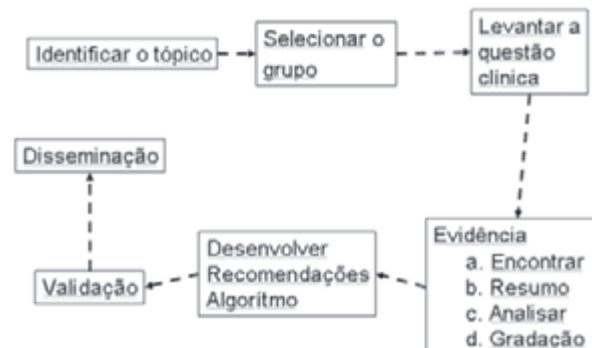 Identificar o tópico
Selecionar o
grupo
Levantar a
questão
clínica
Evidência
a. Encontrar
b. Resumo
c. Analisar
d. Gradação
Desenvolver
Recomendações
Algorítmo
Validação
Disseminação